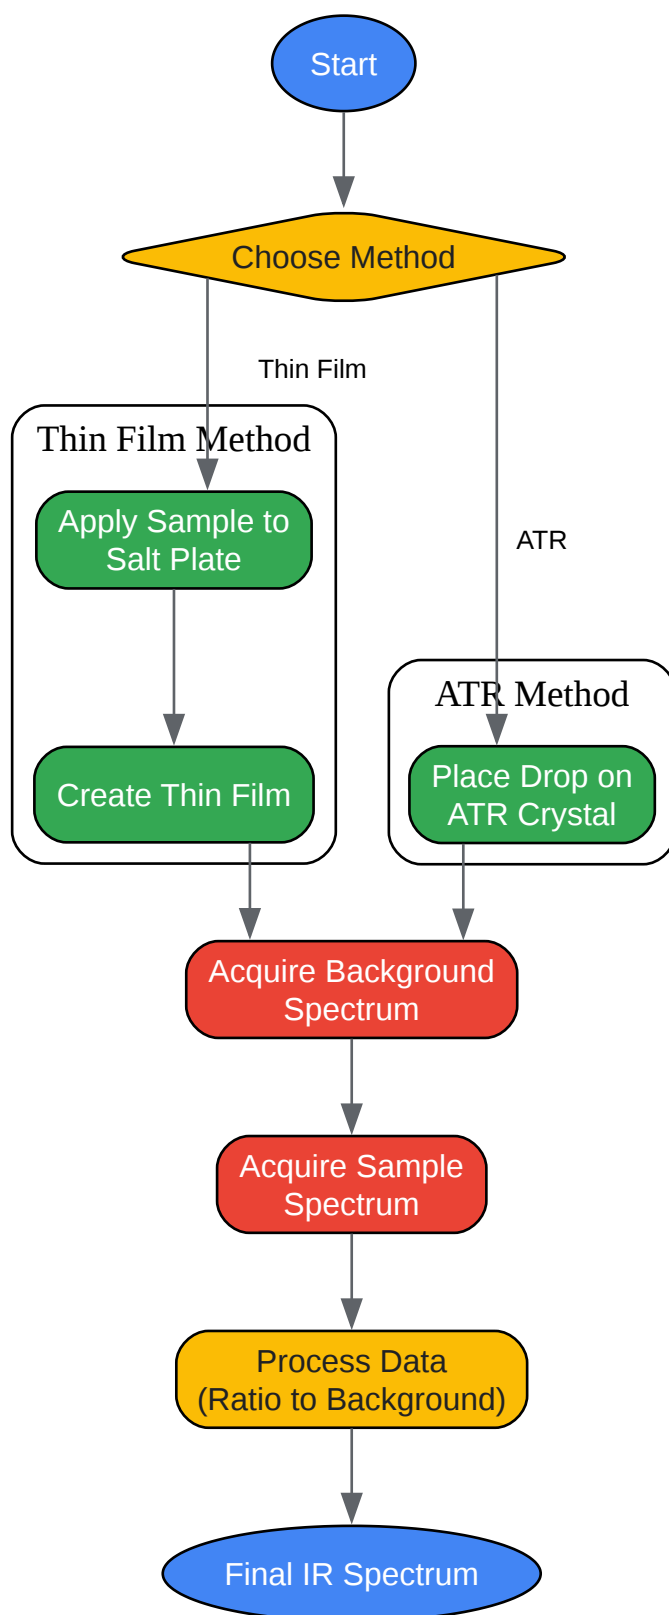 Start
Choose Method
Thin Film
Thin Film Method
Apply Sample to
Salt Plate
ATR
ATR Method
Create Thin Film
Place Drop on
ATR Crystal
Acquire Background
Spectrum
Acquire Sample
Spectrum
Process Data
(Ratio to Background)
Final IR Spectrum